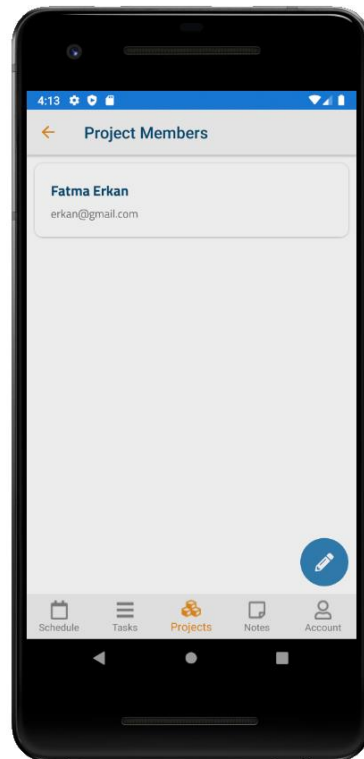 4:13
Project Members
Fatma Erkan
erkan@gmail.com
Schedule Tasks Projects Notes Account